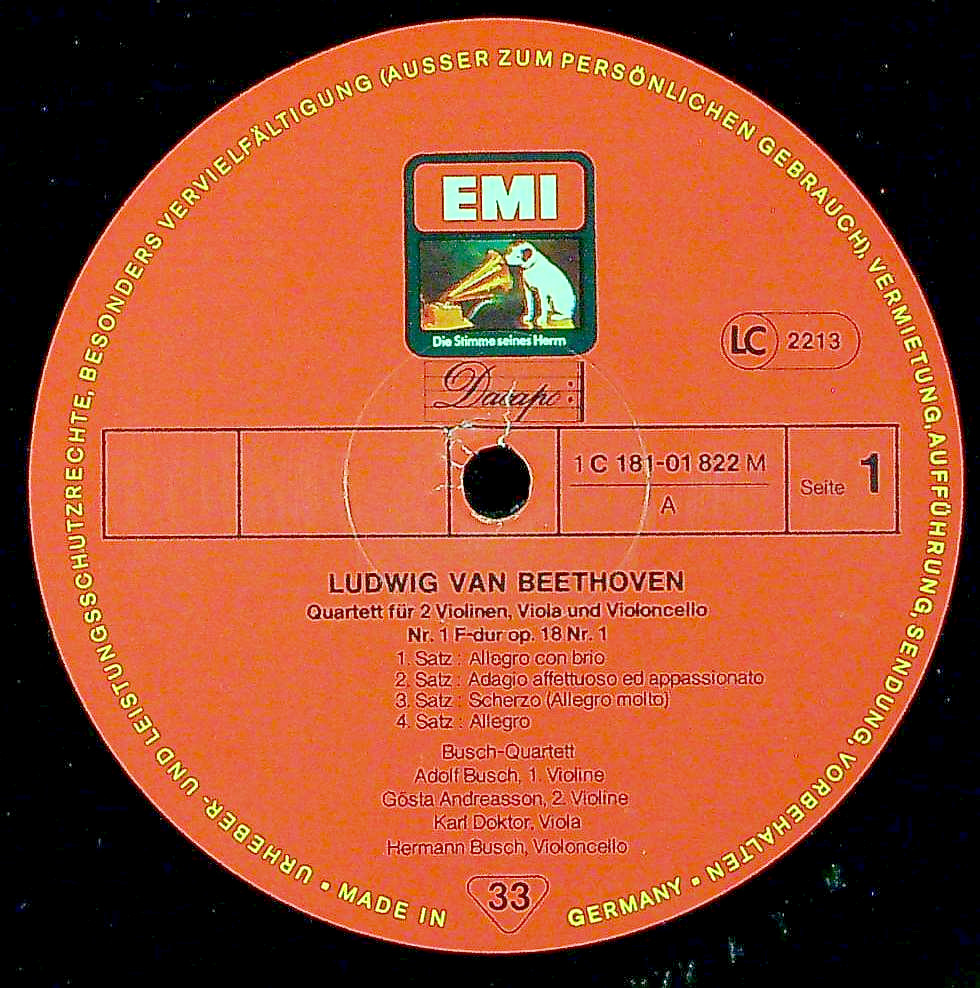 URHEBER- UND LEISTUNGSSCHUTZRECHTE, BESONDERS VERVIELFÄLTIGUNG (AUSSER ZUM PERSÖNLICHEN GEBRAUCH), VERMIETUNG, AUFFÜHRUNG, SENDUNG, VORBEHALTEN ▪
EMI
Die Stimme seines Herrn
LC 2213
Dacapo
1 C 181-01 822 M
A
Seite 1
LUDWIG VAN BEETHOVEN
Quartett für 2 Violinen, Viola und Violoncello
Nr. 1 F-dur op. 18 Nr. 1
1. Satz : Allegro con brio
2. Satz : Adagio affettuoso ed appassionato
3. Satz : Scherzo (Allegro molto)
4. Satz : Allegro
Busch-Quartett
Adolf Busch, 1. Violine
Gösta Andreasson, 2. Violine
Karl Doktor, Viola
Hermann Busch, Violoncello
33
▪ MADE IN GERMANY